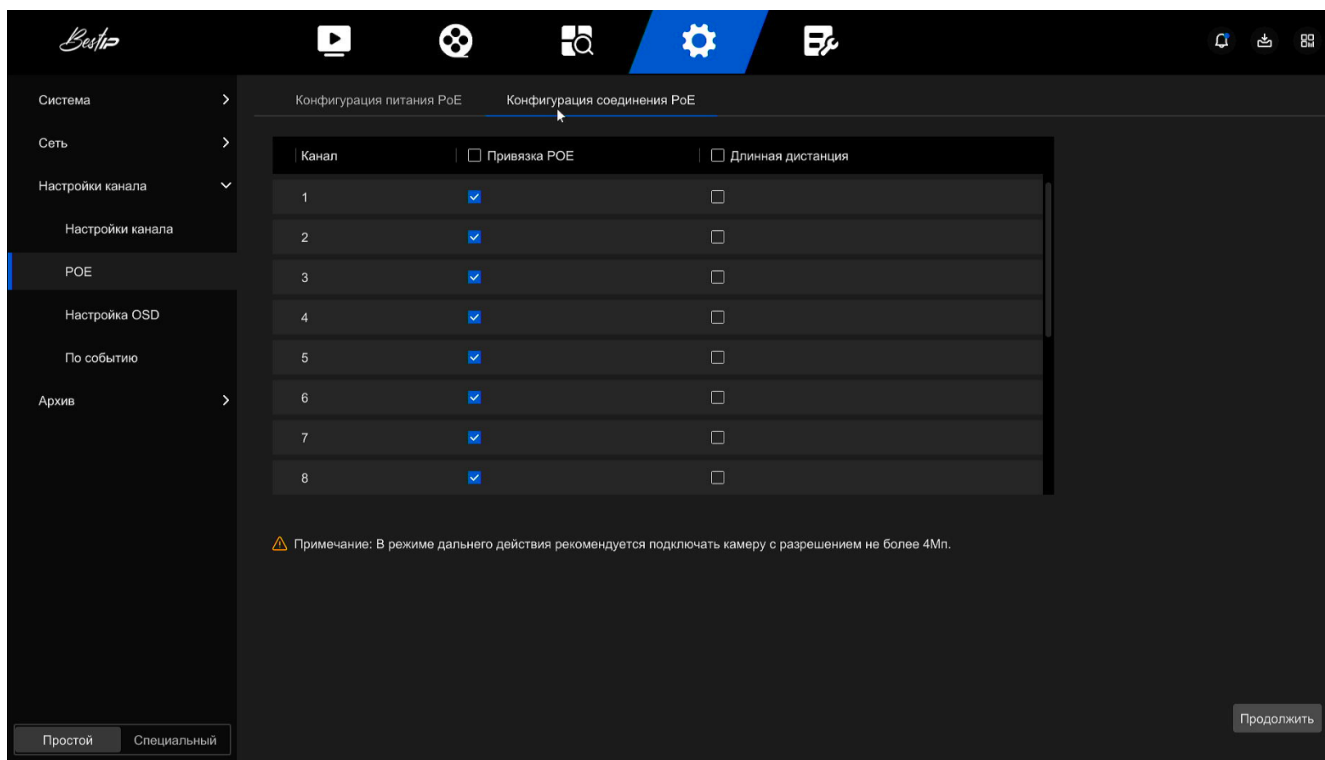 Bestip
Система
Сеть
Настройки канала
Настройки канала
POE
Настройка OSD
По событию
Архив
Простой Специальный
Конфигурация питания PoE Конфигурация соединения PoE
Канал Привязка POE Длинная дистанция
1
2
3
4
5
6
7
8
Примечание: В режиме дальнего действия рекомендуется подключать камеру с разрешением не более 4Мп.
Продолжить